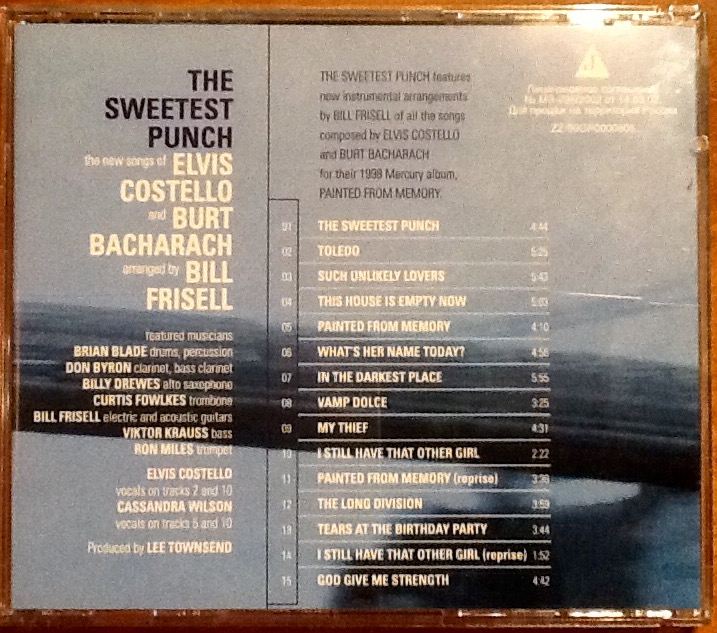 THE
SWEETEST
PUNCH
the new songs of ELVIS
COSTELLO
and BURT
BACHARACH
arranged by BILL
FRISELL
featured musicians
BRIAN BLADE drums, percussion
DON BYRON clarinet, bass clarinet
BILLY DREWES alto saxophone
CURTIS FOWLKES trombone
BILL FRISELL electric and acoustic guitars
VIKTOR KRAUSS bass
RON MILES trumpet
ELVIS COSTELLO
vocals on tracks 2 and 10
CASSANDRA WILSON
vocals on tracks 5 and 10
Produced by LEE TOWNSEND
THE SWEETEST PUNCH features
new instrumental arrangements
by BILL FRISELL of all the songs
composed by ELVIS COSTELLO
and BURT BACHARACH
for their 1998 Mercury album,
PAINTED FROM MEMORY.
Лицензионное соглашение
Для продажи на территории России
01 THE SWEETEST PUNCH 4:44
02 TOLEDO 5:25
03 SUCH UNLIKELY LOVERS 5:43
04 THIS HOUSE IS EMPTY NOW 5:03
05 PAINTED FROM MEMORY 4:10
06 WHAT'S HER NAME TODAY? 4:56
07 IN THE DARKEST PLACE 5:55
08 VAMP DOLCE 3:25
09 MY THIEF 4:31
10 I STILL HAVE THAT OTHER GIRL 2:22
11 PAINTED FROM MEMORY (reprise)
12 THE LONG DIVISION 3:59
13 TEARS AT THE BIRTHDAY PARTY 3:44
14 I STILL HAVE THAT OTHER GIRL (reprise) 1:52
15 GOD GIVE ME STRENGTH 4:42